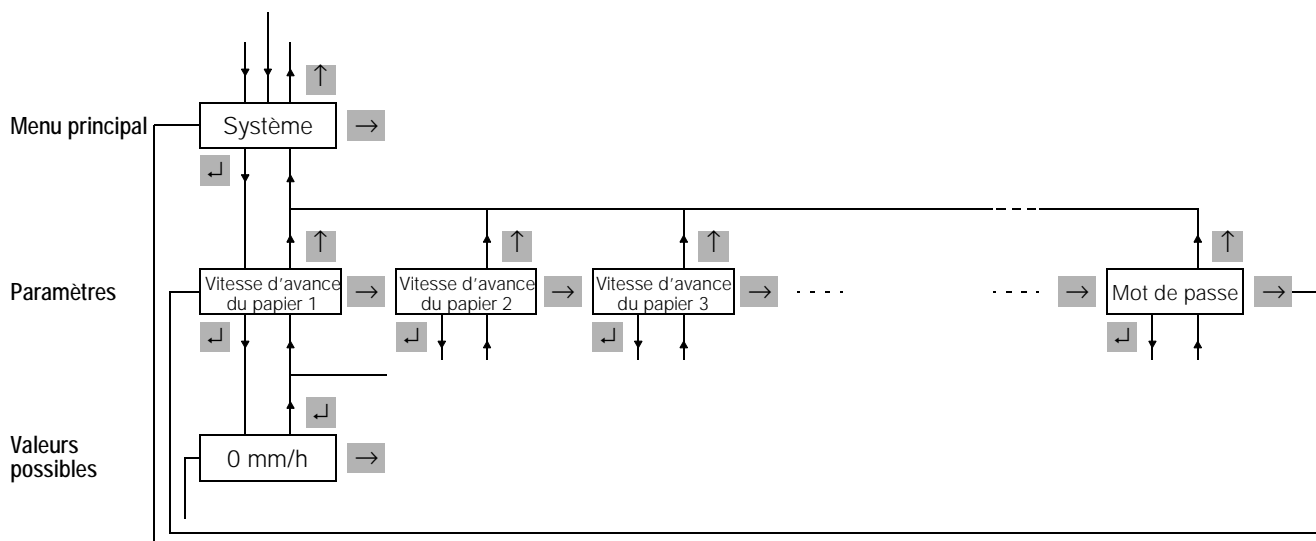 ↑
Menu principal
Système
→
↵
↑
↑
↑
↑
Paramètres
Vitesse d'avance
du papier 1
→
Vitesse d'avance
du papier 2
→
Vitesse d'avance
du papier 3
→
→
Mot de passe
→
↵
↵
↵
↵
↵
Valeurs
possibles
0 mm/h
→